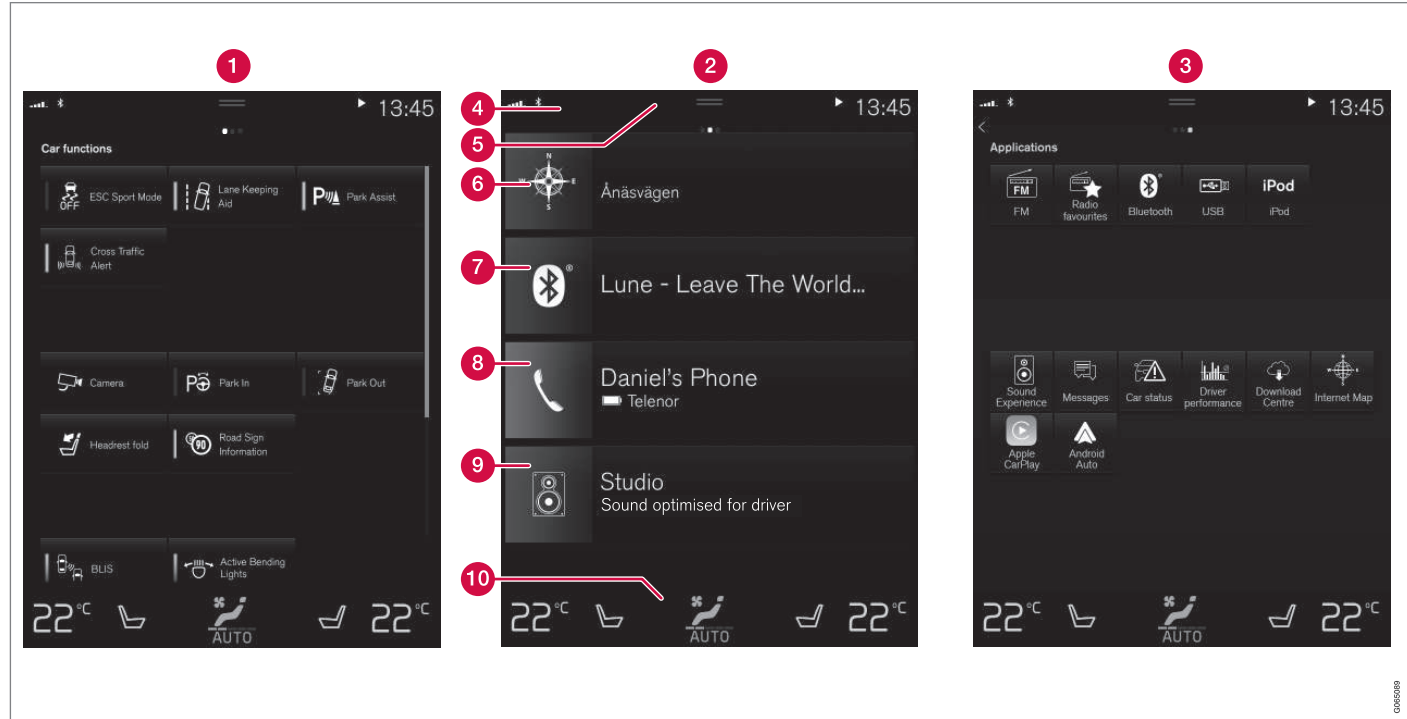 1
2
3
13:45
Car functions
ESC Sport Mode
OFF
Lane Keeping
Aid
P
Park Assist
Cross Traffic
Alert
Camera
P
Park In
Park Out
Headrest fold
90
Road Sign
Information
BLIS
Active Bending
Lights
22°C
AUTO
22°C
4
13:45
5
6
N
W
E
S
Ånäsvägen
7
®
Lune - Leave The World...
8
Daniel's Phone
Telenor
9
Studio
Sound optimised for driver
10
22°C
AUTO
22°C
13:45
Applications
FM
FM
Radio
favourites
Bluetooth
USB
iPod
iPod
Sound
Experience
Messages
Car status
Driver
performance
Download
Centre
Internet Map
Apple
CarPlay
Android
Auto
22°C
AUTO
22°C
G065089